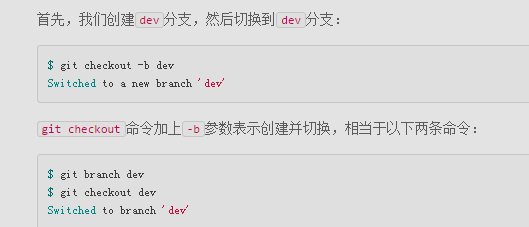 首先，我们创建dev分支，然后切换到dev分支：
$ git checkout -b dev
Switched to a new branch 'dev'
git checkout命令加上-b参数表示创建并切换，相当于以下两条命令：
$ git branch dev
$ git checkout dev
Switched to branch 'dev'